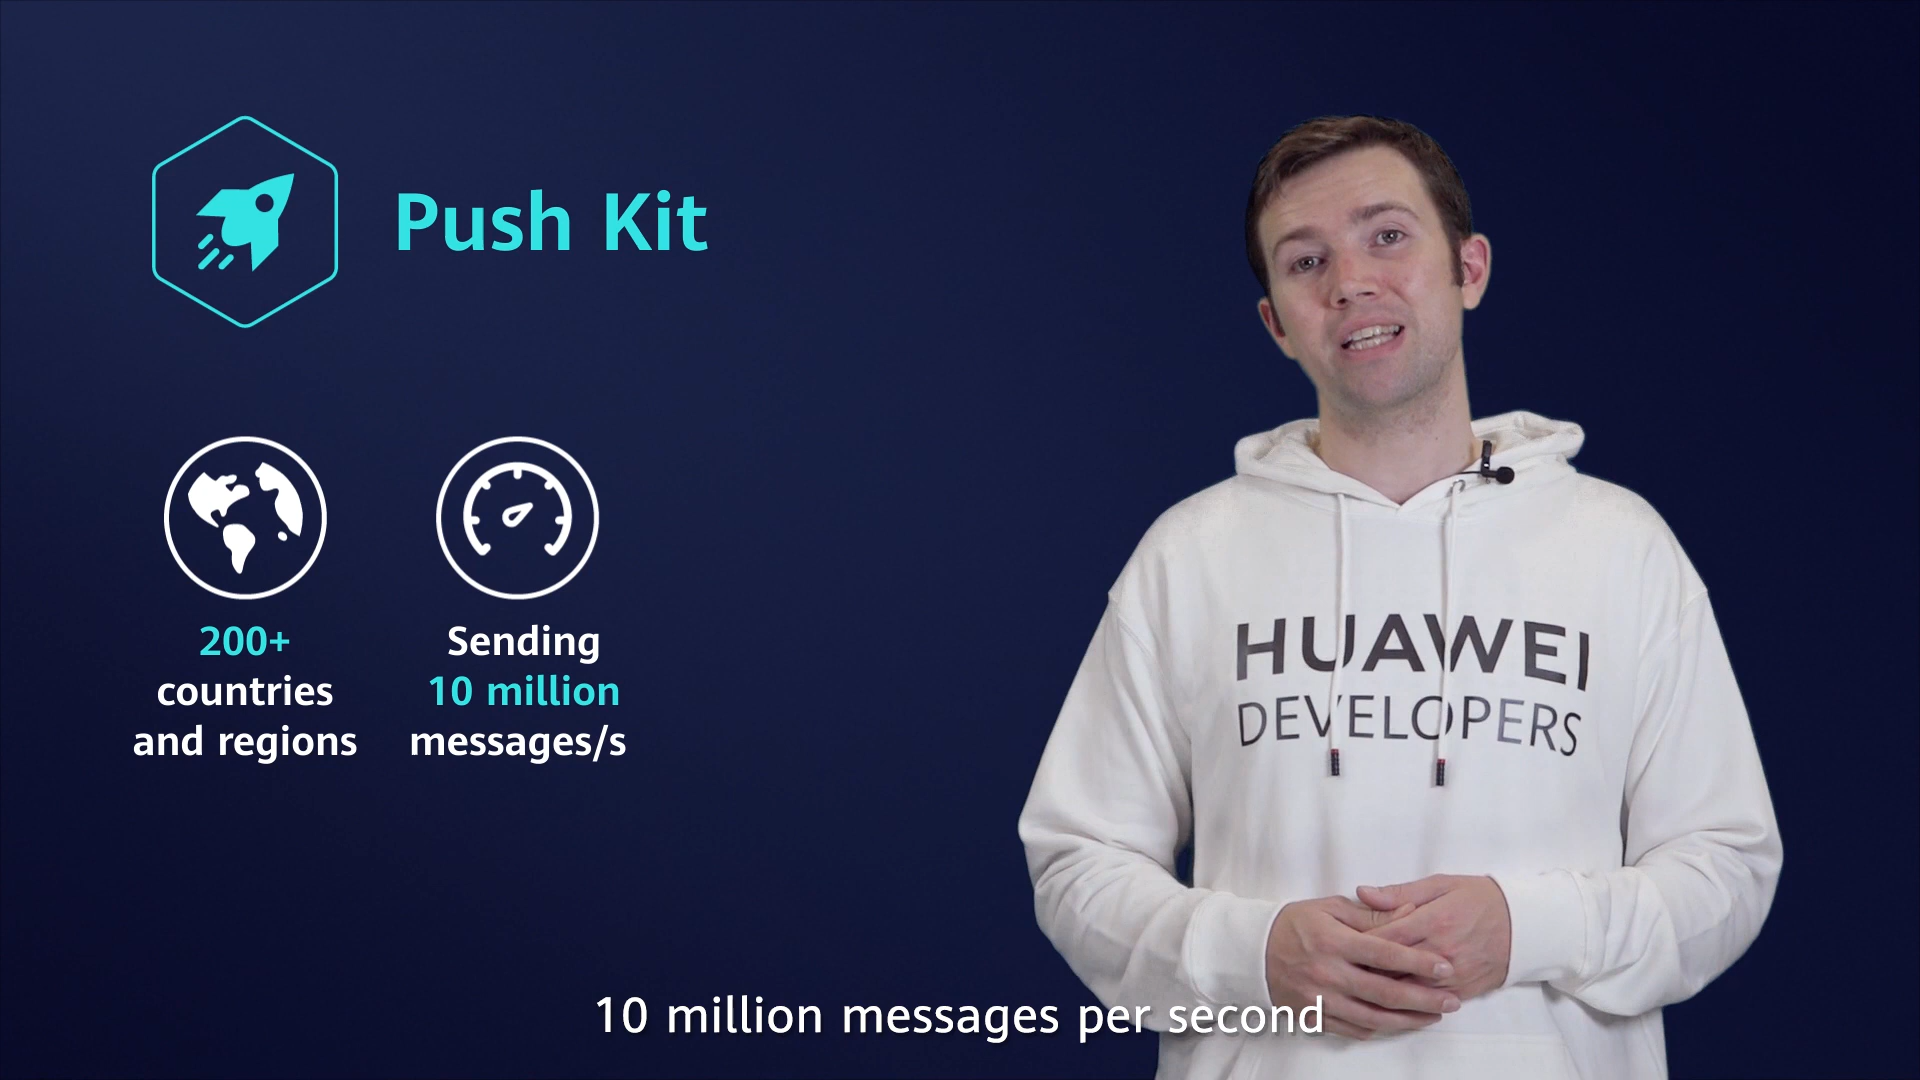 Push Kit
200+
countries
and regions
Sending
10 million
messages/s
HUAWEI
DEVELOPERS
10 million messages per second